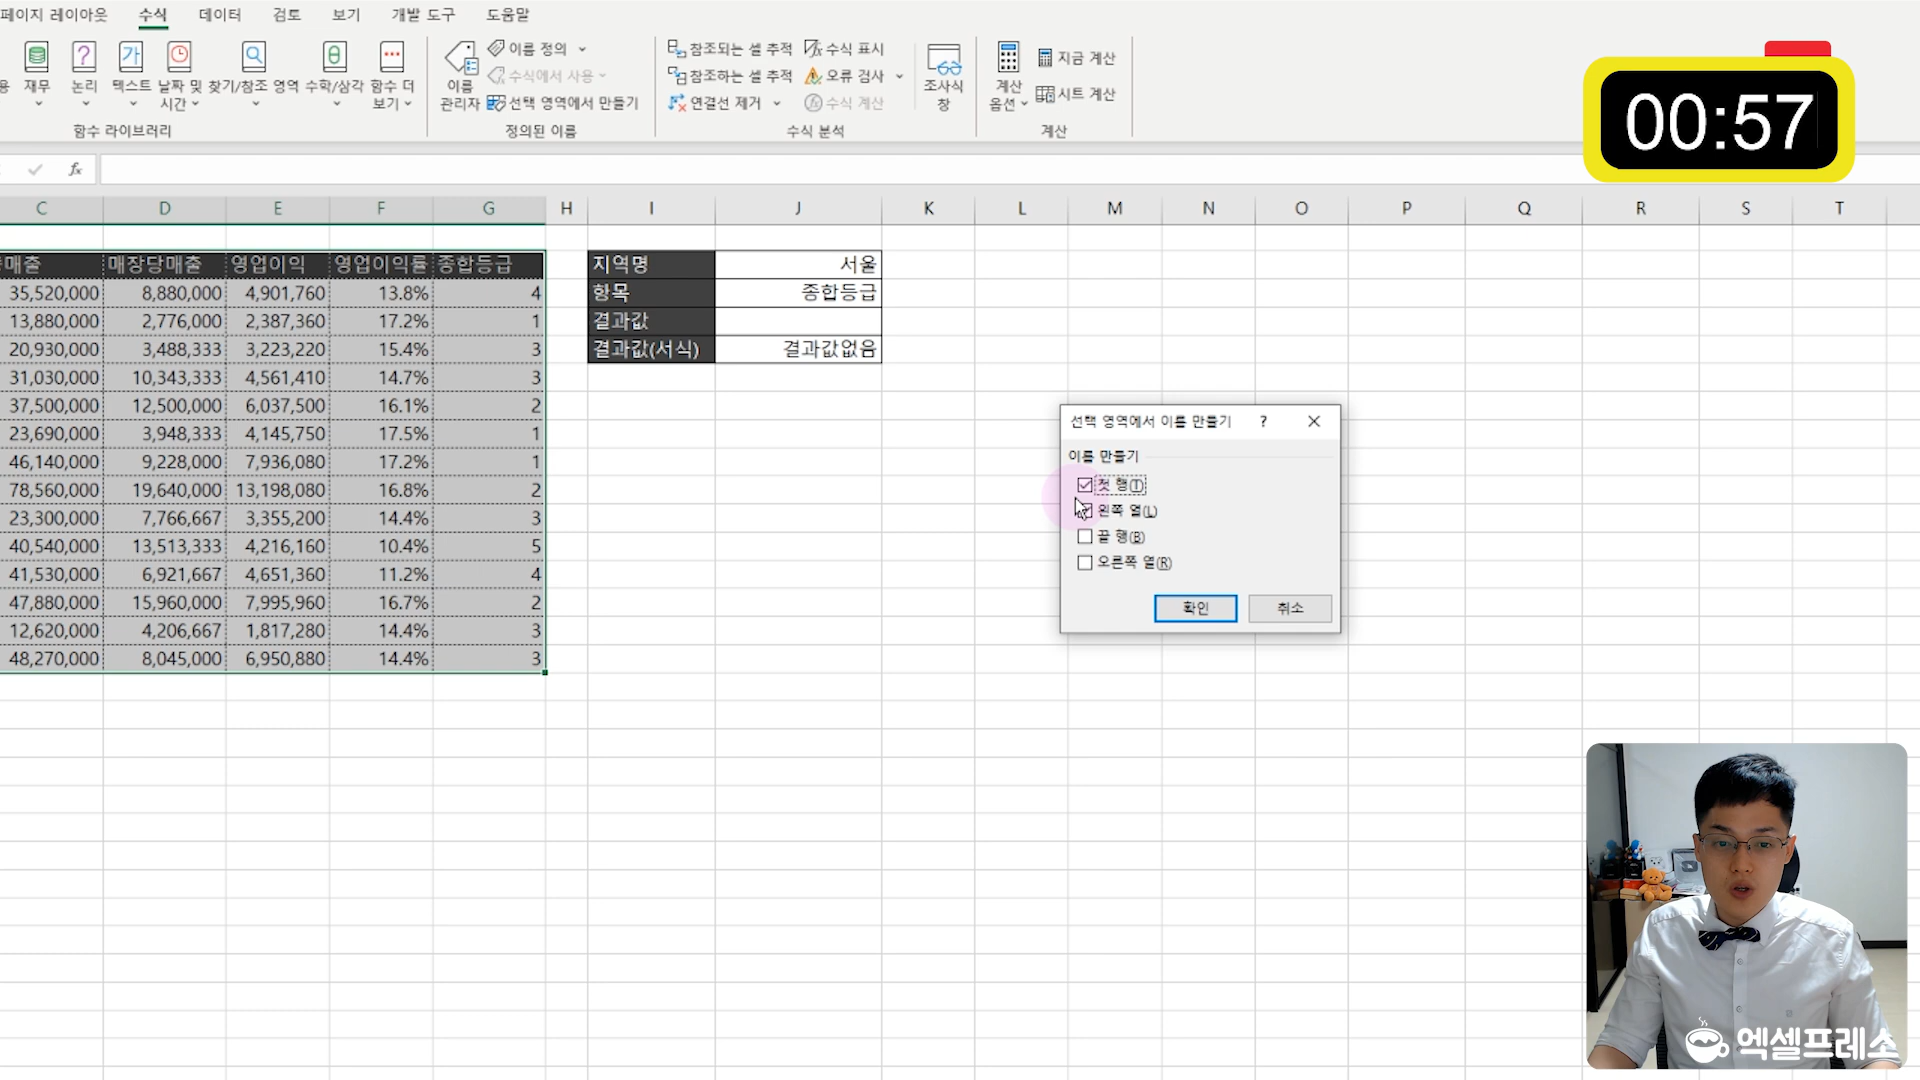 페이지 레이아웃 수식 데이터 검토 보기 개발 도구 도움말
00:57
재무 논리 텍스트 날짜 및 시간 찾기/참조 영역 수학/삼각 함수 더 보기
함수 라이브러리
이름 관리자
이름 정의
수식에서 사용
선택 영역에서 만들기
정의된 이름
참조되는 셀 추적 수식 표시
참조하는 셀 추적 오류 검사
연결선 제거 수식 계산
수식 분석
조사식 창
계산 옵션
지금 계산
시트 계산
계산
fx
C D E F G H I J K L M N O P Q R S T
매출 매장당매출 영업이익 영업이익률 종합등급
35,520,000 8,880,000 4,901,760 13.8% 4
13,880,000 2,776,000 2,387,360 17.2% 1
20,930,000 3,488,333 3,223,220 15.4% 3
31,030,000 10,343,333 4,561,410 14.7% 3
37,500,000 12,500,000 6,037,500 16.1% 2
23,690,000 3,948,333 4,145,750 17.5% 1
46,140,000 9,228,000 7,936,080 17.2% 1
78,560,000 19,640,000 13,198,080 16.8% 2
23,300,000 7,766,667 3,355,200 14.4% 3
40,540,000 13,513,333 4,216,160 10.4% 5
41,530,000 6,921,667 4,651,360 11.2% 4
47,880,000 15,960,000 7,995,960 16.7% 2
12,620,000 4,206,667 1,817,280 14.4% 3
48,270,000 8,045,000 6,950,880 14.4% 3
지역명 서울
항목 종합등급
결과값
결과값(서식) 결과값없음
선택 영역에서 이름 만들기 ?
이름 만들기
첫 행(T)
왼쪽 열(L)
끝 행(B)
오른쪽 열(R)
확인 취소
엑셀프레소